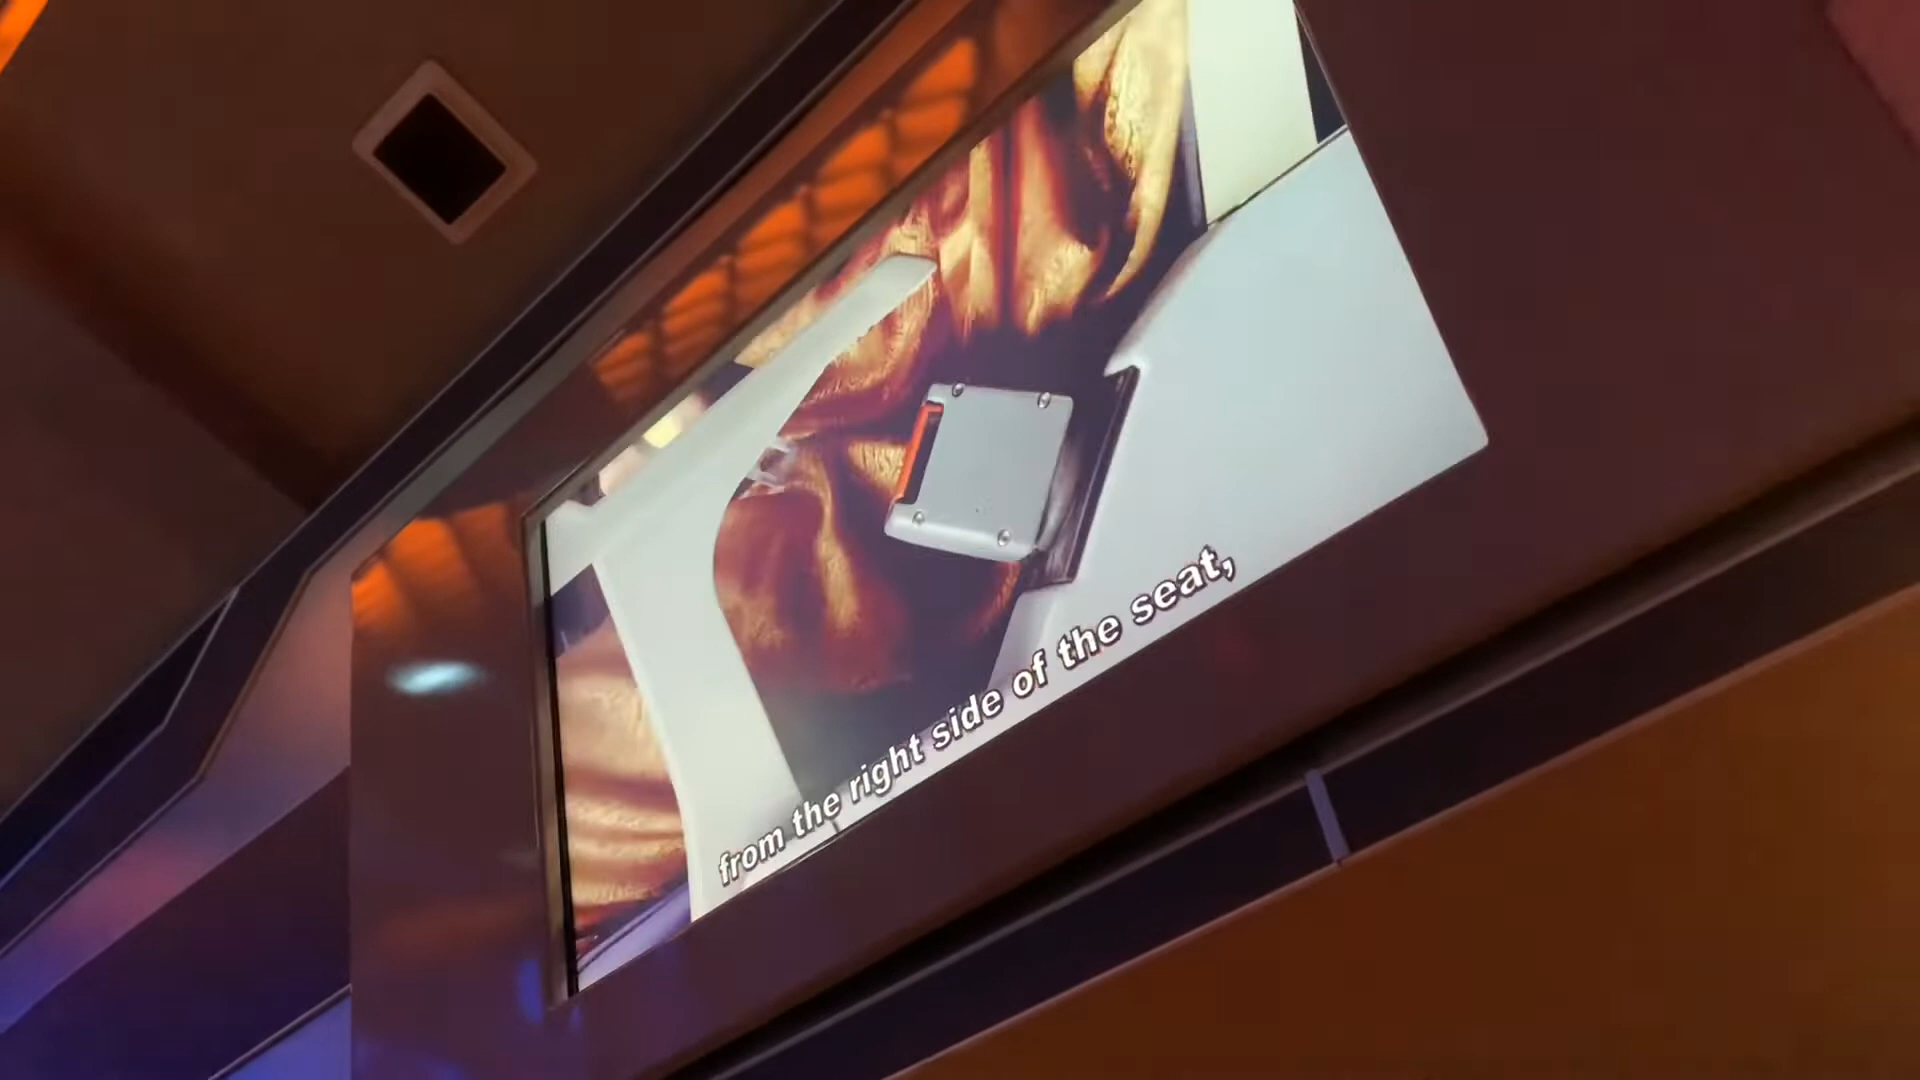 from the right side of the seat,